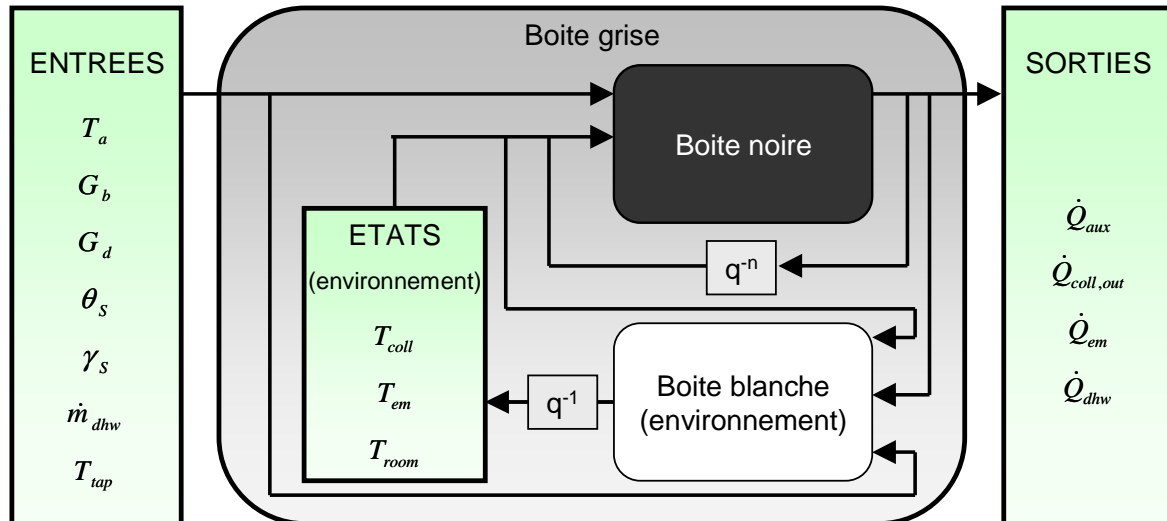 Boite grise
ENTREES
T_a
G_b
G_d
θ_S
γ_S
ṁ_dhw
T_tap
Boite noire
ETATS
(environnement)
T_coll
T_em
T_room
q⁻ⁿ
q⁻¹
Boite blanche
(environnement)
SORTIES
Q̇_aux
Q̇_coll,out
Q̇_em
Q̇_dhw